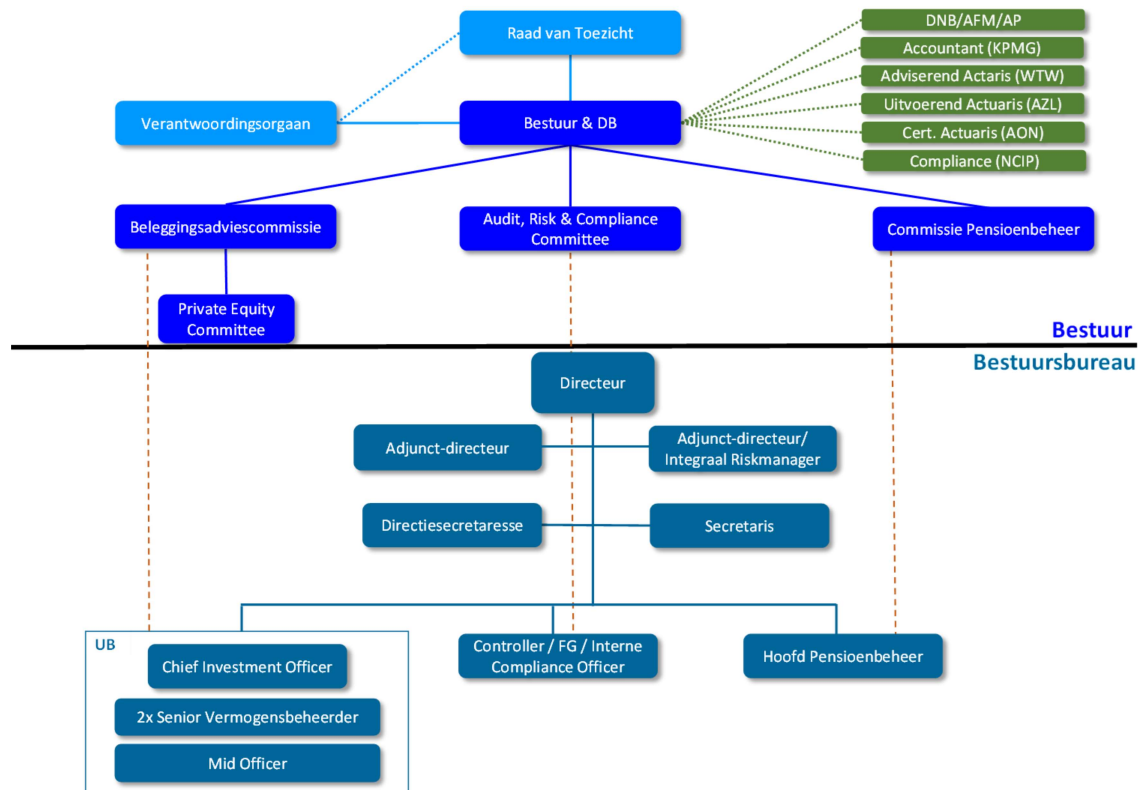 Raad van Toezicht
DNB/AFM/AP
Accountant (KPMG)
Adviserend Actaris (WTW)
Uitvoerend Actuaris (AZL)
Cert. Actuaris (AON)
Compliance (NCIP)
Verantwoordingsorgaan
Bestuur & DB
Beleggingsadviescommissie
Audit, Risk & Compliance
Committee
Commissie Pensioenbeheer
Private Equity
Committee
Bestuur
Bestuursbureau
Directeur
Adjunct-directeur
Adjunct-directeur/
Integraal Riskmanager
Directiesecretaresse
Secretaris
UB
Chief Investment Officer
2x Senior Vermogensbeheerder
Mid Officer
Controller / FG / Interne
Compliance Officer
Hoofd Pensioenbeheer